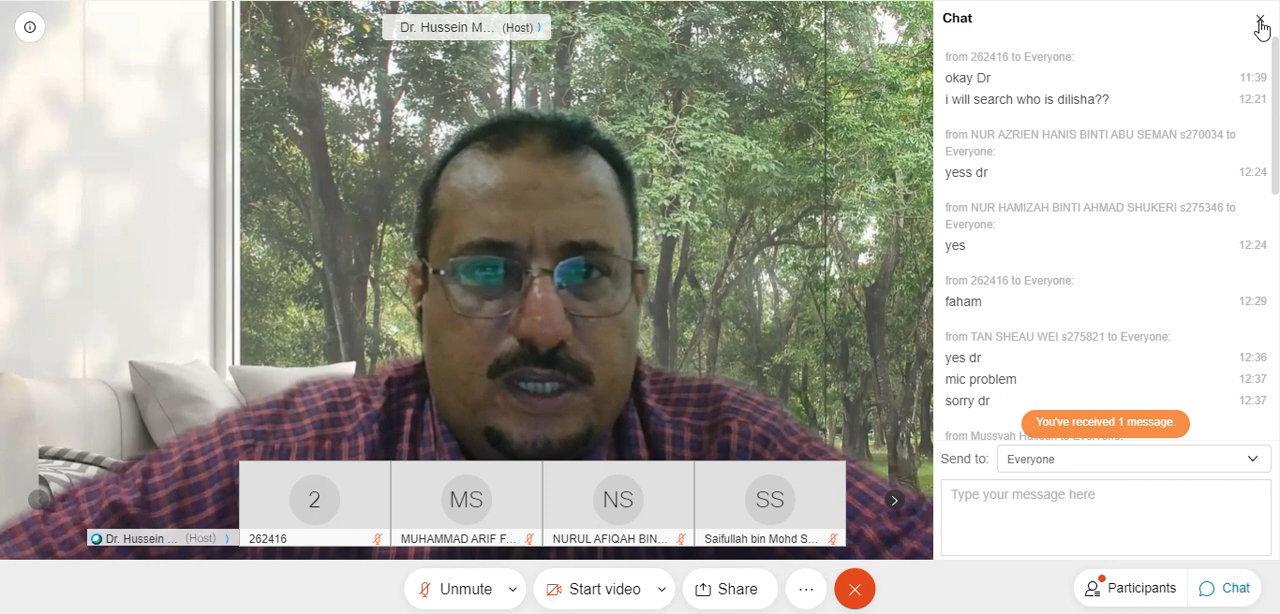 Dr. Hussein M... (Host)
Chat
from 262416 to Everyone:
okay Dr 11:39
i will search who is dilisha?? 12:21
from NUR AZRIEN HANIS BINTI ABU SEMAN s270034 to
Everyone:
yess dr 12:24
from NUR HAMIZAH BINTI AHMAD SHUKERI s275346 to
Everyone:
yes 12:24
from 262416 to Everyone:
faham 12:29
from TAN SHEAU WEI s275821 to Everyone:
yes dr 12:36
mic problem 12:37
sorry dr 12:37
You've received 1 message.
from to Everyone:
Send to: Everyone
Type your message here
2
MS
NS
SS
Dr. Hussein ... (Host)
262416
MUHAMMAD ARIF F...
NURUL AFIQAH BIN...
Saifullah bin Mohd S...
Unmute
Start video
Share
Participants
Chat